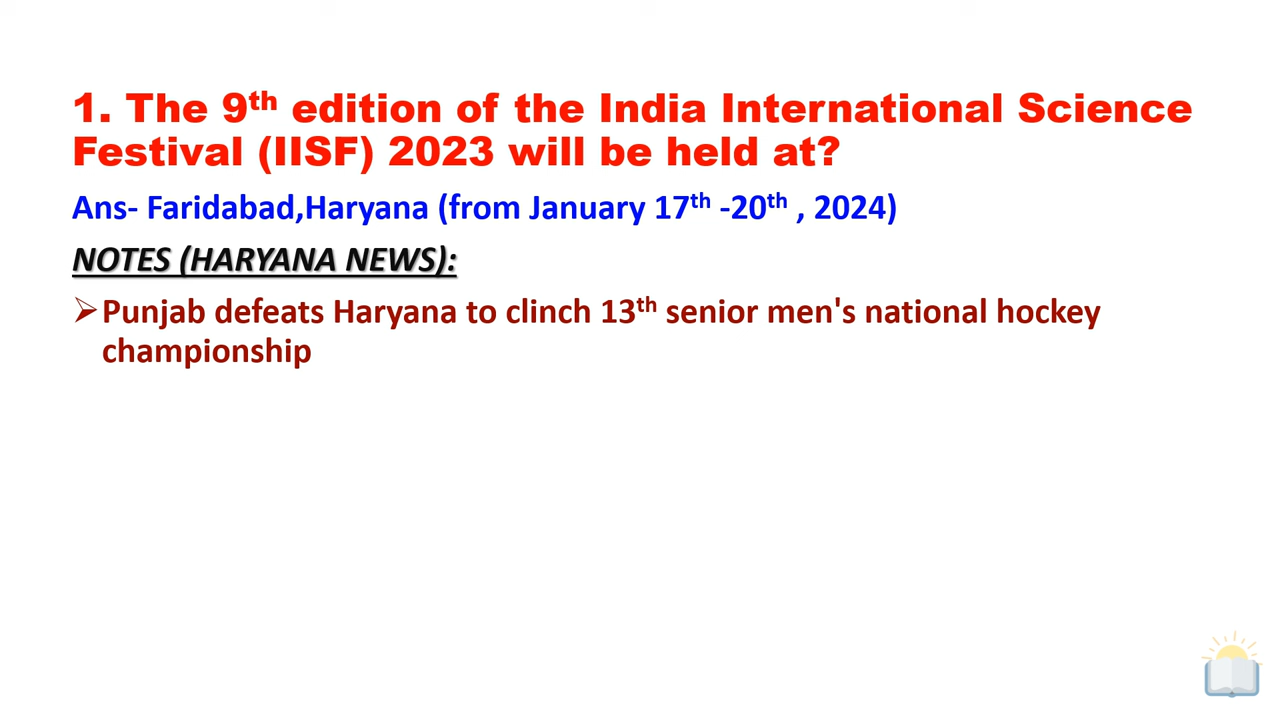 1. The 9th edition of the India International Science
Festival (IISF) 2023 will be held at?
Ans- Faridabad,Haryana (from January 17th -20th , 2024)
NOTES (HARYANA NEWS):
➢Punjab defeats Haryana to clinch 13th senior men's national hockey
championship